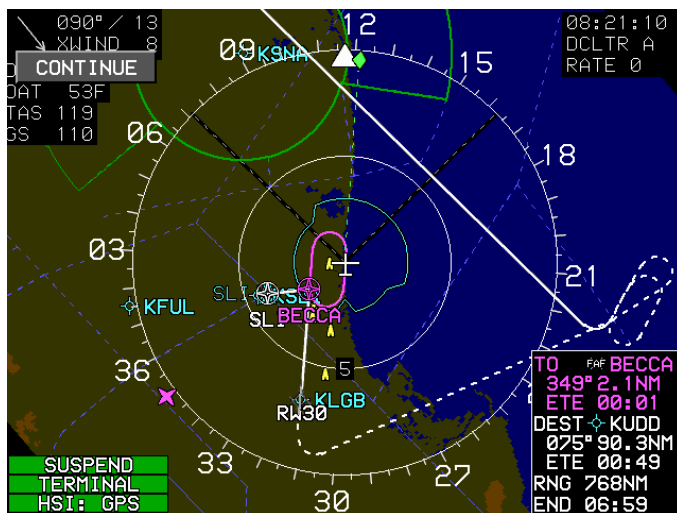 090° / 13
XWIND 8
CONTINUE
OAT 53F
TAS 119
GS 110
08:21:10
DCLTR A
RATE 0
KSNA
12
09
15
06
18
03
21
KFUL
SLI
BECCA
SLI
36
5
KLGB
RW30
33
30
27
TO FAF BECCA
349° 2.1NM
ETE 00:01
DEST KUDD
075° 90.3NM
ETE 00:49
RNG 768NM
END 06:59
SUSPEND
TERMINAL
HSI: GPS